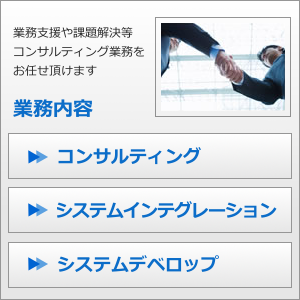 業務支援や課題解決等
コンサルティング業務を
お任せ頂けます
業務内容
コンサルティング
システムインテグレーション
システムデベロップ